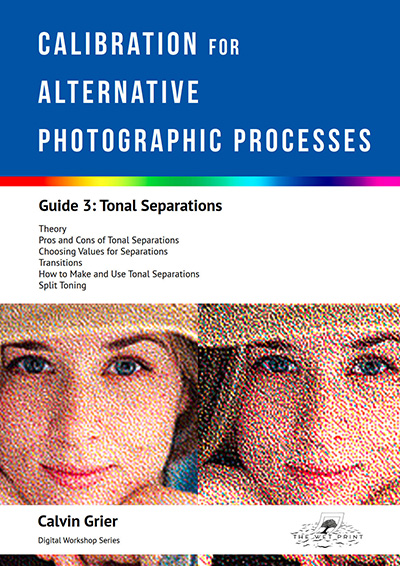 CALIBRATION FOR
ALTERNATIVE
PHOTOGRAPHIC PROCESSES
Guide 3: Tonal Separations
Theory
Pros and Cons of Tonal Separations
Choosing Values for Separations
Transitions
How to Make and Use Tonal Separations
Split Toning
Calvin Grier
Digital Workshop Series
THE WET PRINT